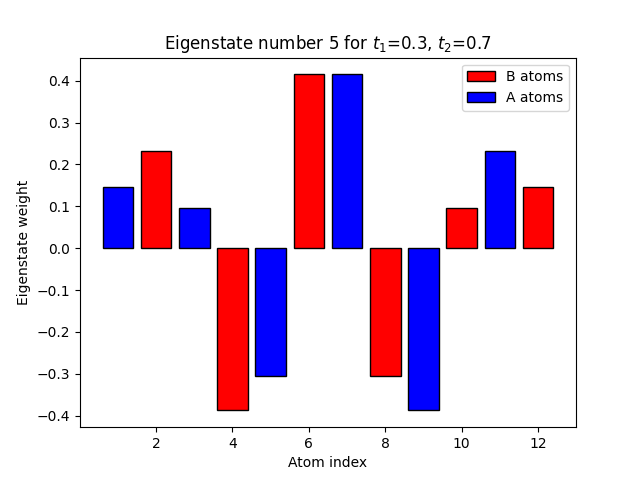 Eigenstate number 5 for $t_1$=0.3, $t_2$=0.7
B atoms
A atoms
Eigenstate weight
0.4
0.3
0.2
0.1
0.0
−0.1
−0.2
−0.3
−0.4
2 4 6 8 10 12
Atom index